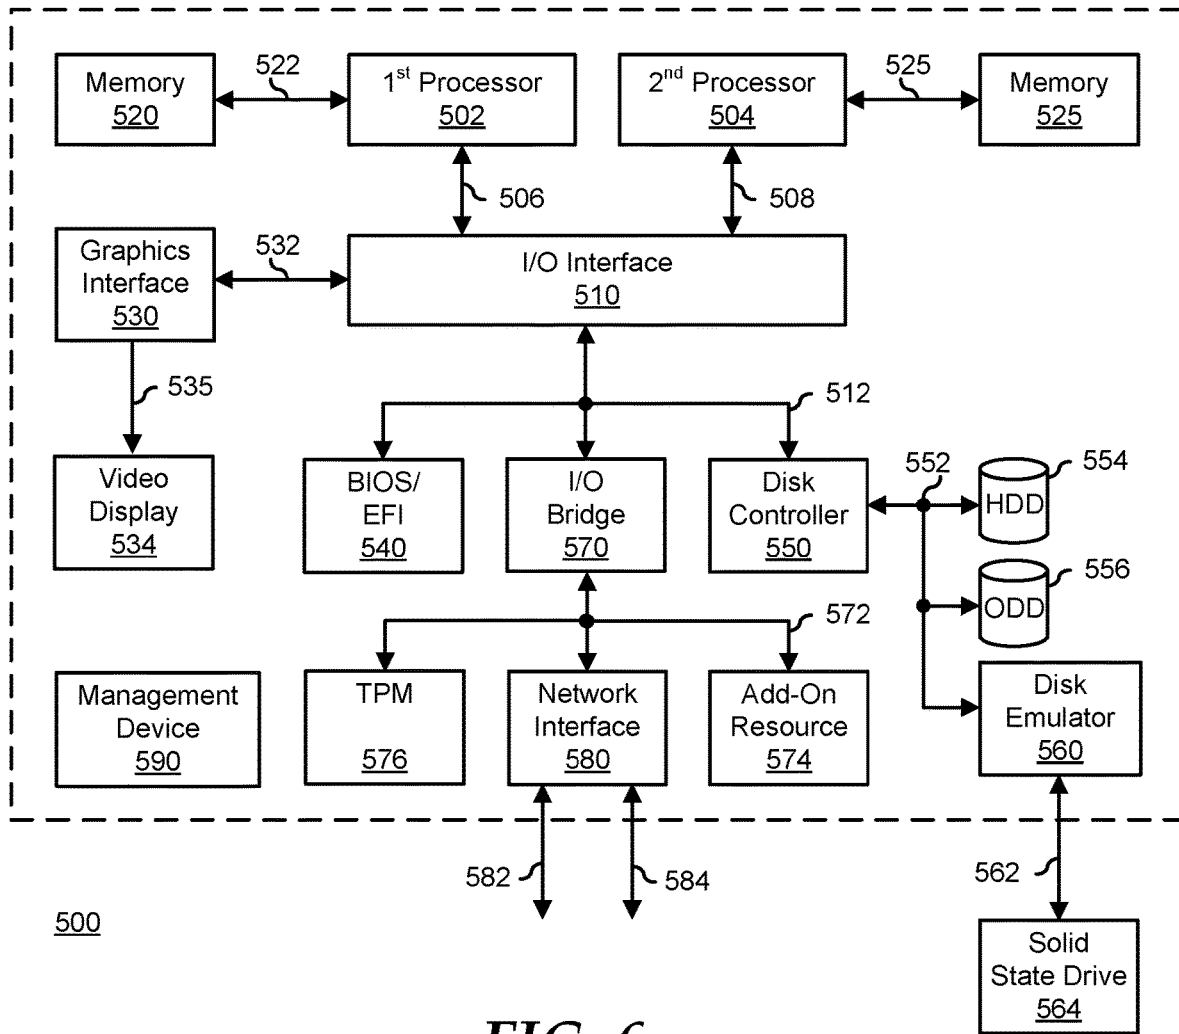 Memory
520
522
1st Processor
502
2nd Processor
504
525
Memory
525
506
508
Graphics
Interface
530
532
I/O Interface
510
535
512
Video
Display
534
BIOS/
EFI
540
I/O
Bridge
570
Disk
Controller
550
552
HDD
554
ODD
556
572
Management
Device
590
TPM
576
Network
Interface
580
Add-On
Resource
574
Disk
Emulator
560
582
584
562
500
Solid
State Drive
564
FIG. 6